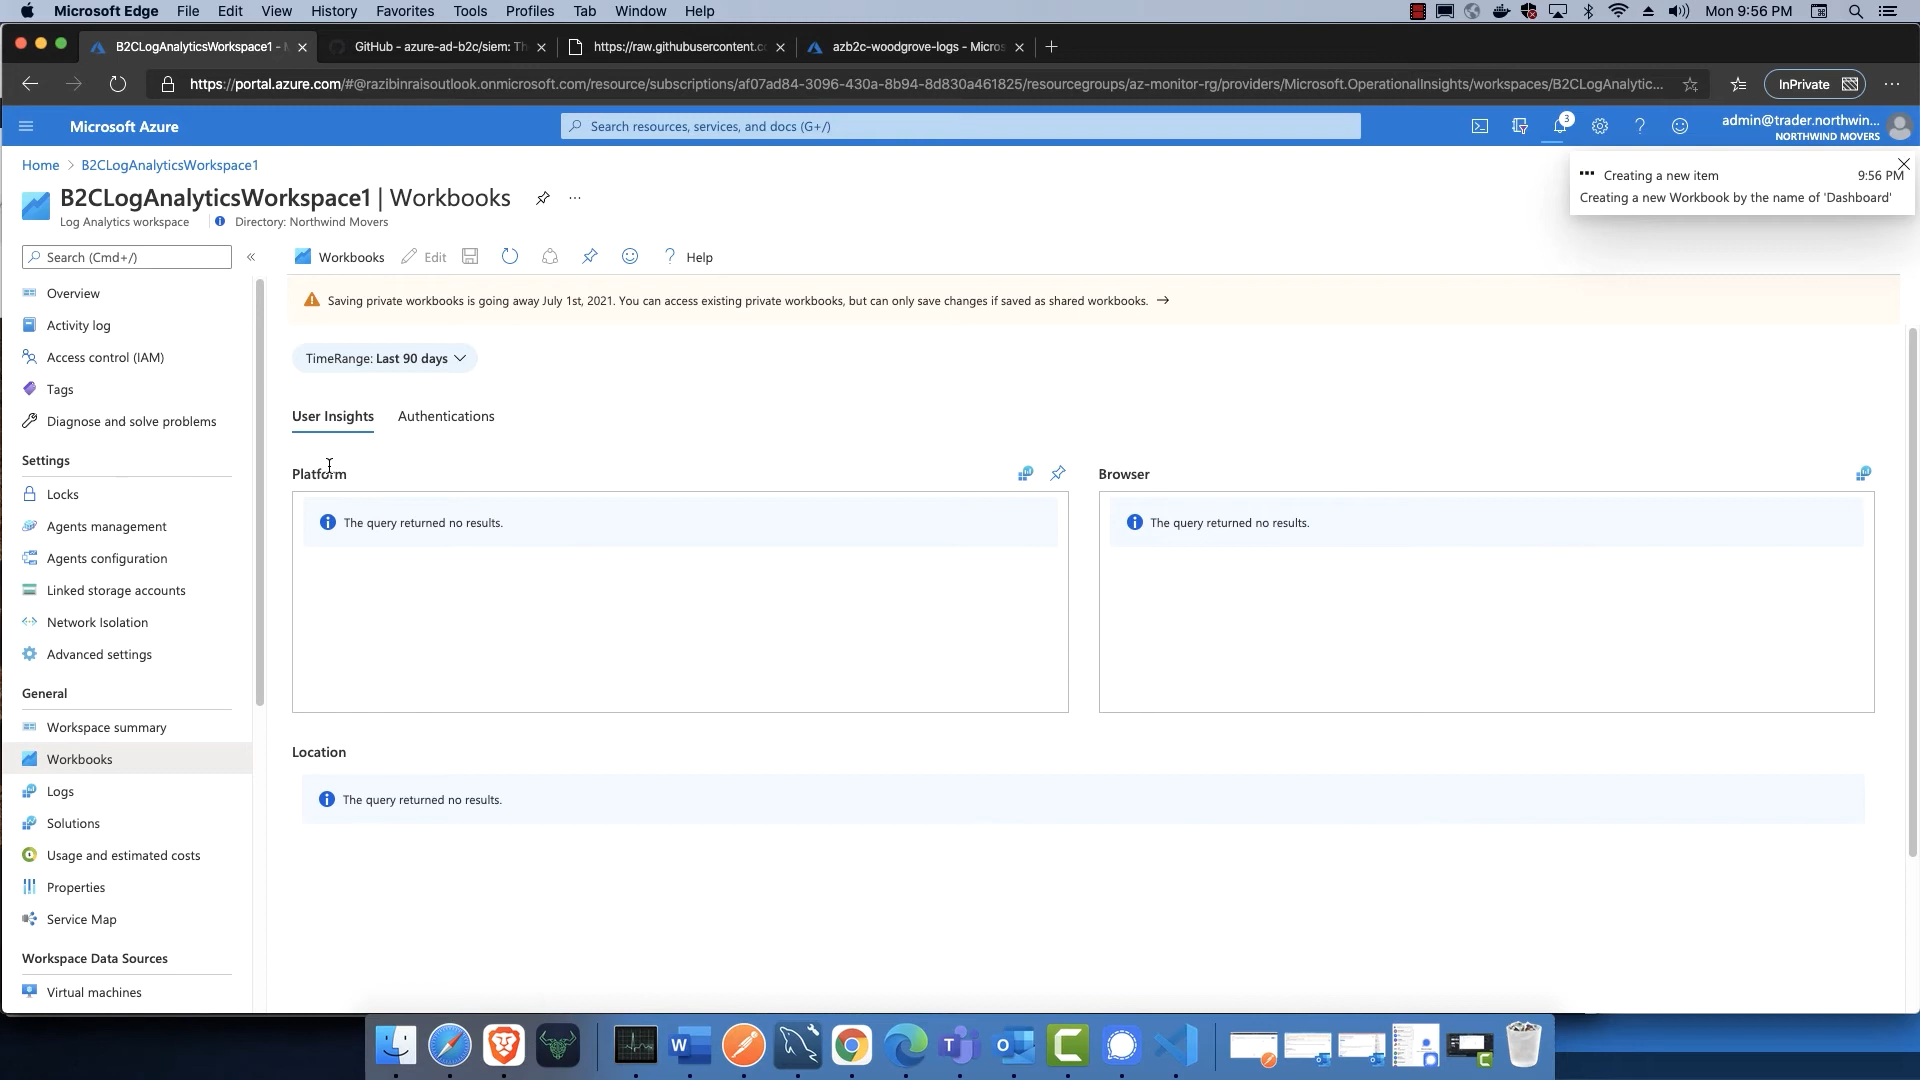 Microsoft Edge File Edit View History Favorites Tools Profiles Tab Window Help Mon 9:56 PM
B2CLogAnalyticsWorkspace1 - M
GitHub - azure-ad-b2c/siem: Th
https://raw.githubusercontent.co
azb2c-woodgrove-logs - Micros
https://portal.azure.com/#@razibinraisoutlook.onmicrosoft.com/resource/subscriptions/af07ad84-3096-430a-8b94-8d830a461825/resourcegroups/az-monitor-rg/providers/Microsoft.OperationalInsights/workspaces/B2CLogAnalytic...
InPrivate
Microsoft Azure
Search resources, services, and docs (G+/)
3
admin@trader.northwin...
NORTHWIND MOVERS
Home > B2CLogAnalyticsWorkspace1
B2CLogAnalyticsWorkspace1 | Workbooks ...
Log Analytics workspace Directory: Northwind Movers
Creating a new item 9:56 PM
Creating a new Workbook by the name of 'Dashboard'
Search (Cmd+/)
«
Overview
Activity log
Access control (IAM)
Tags
Diagnose and solve problems
Settings
Locks
Agents management
Agents configuration
Linked storage accounts
Network Isolation
Advanced settings
General
Workspace summary
Workbooks
Logs
Solutions
Usage and estimated costs
Properties
Service Map
Workspace Data Sources
Virtual machines
Workbooks Edit ? Help
Saving private workbooks is going away July 1st, 2021. You can access existing private workbooks, but can only save changes if saved as shared workbooks. →
TimeRange: Last 90 days
User Insights Authentications
Platform
The query returned no results.
Browser
The query returned no results.
Location
The query returned no results.